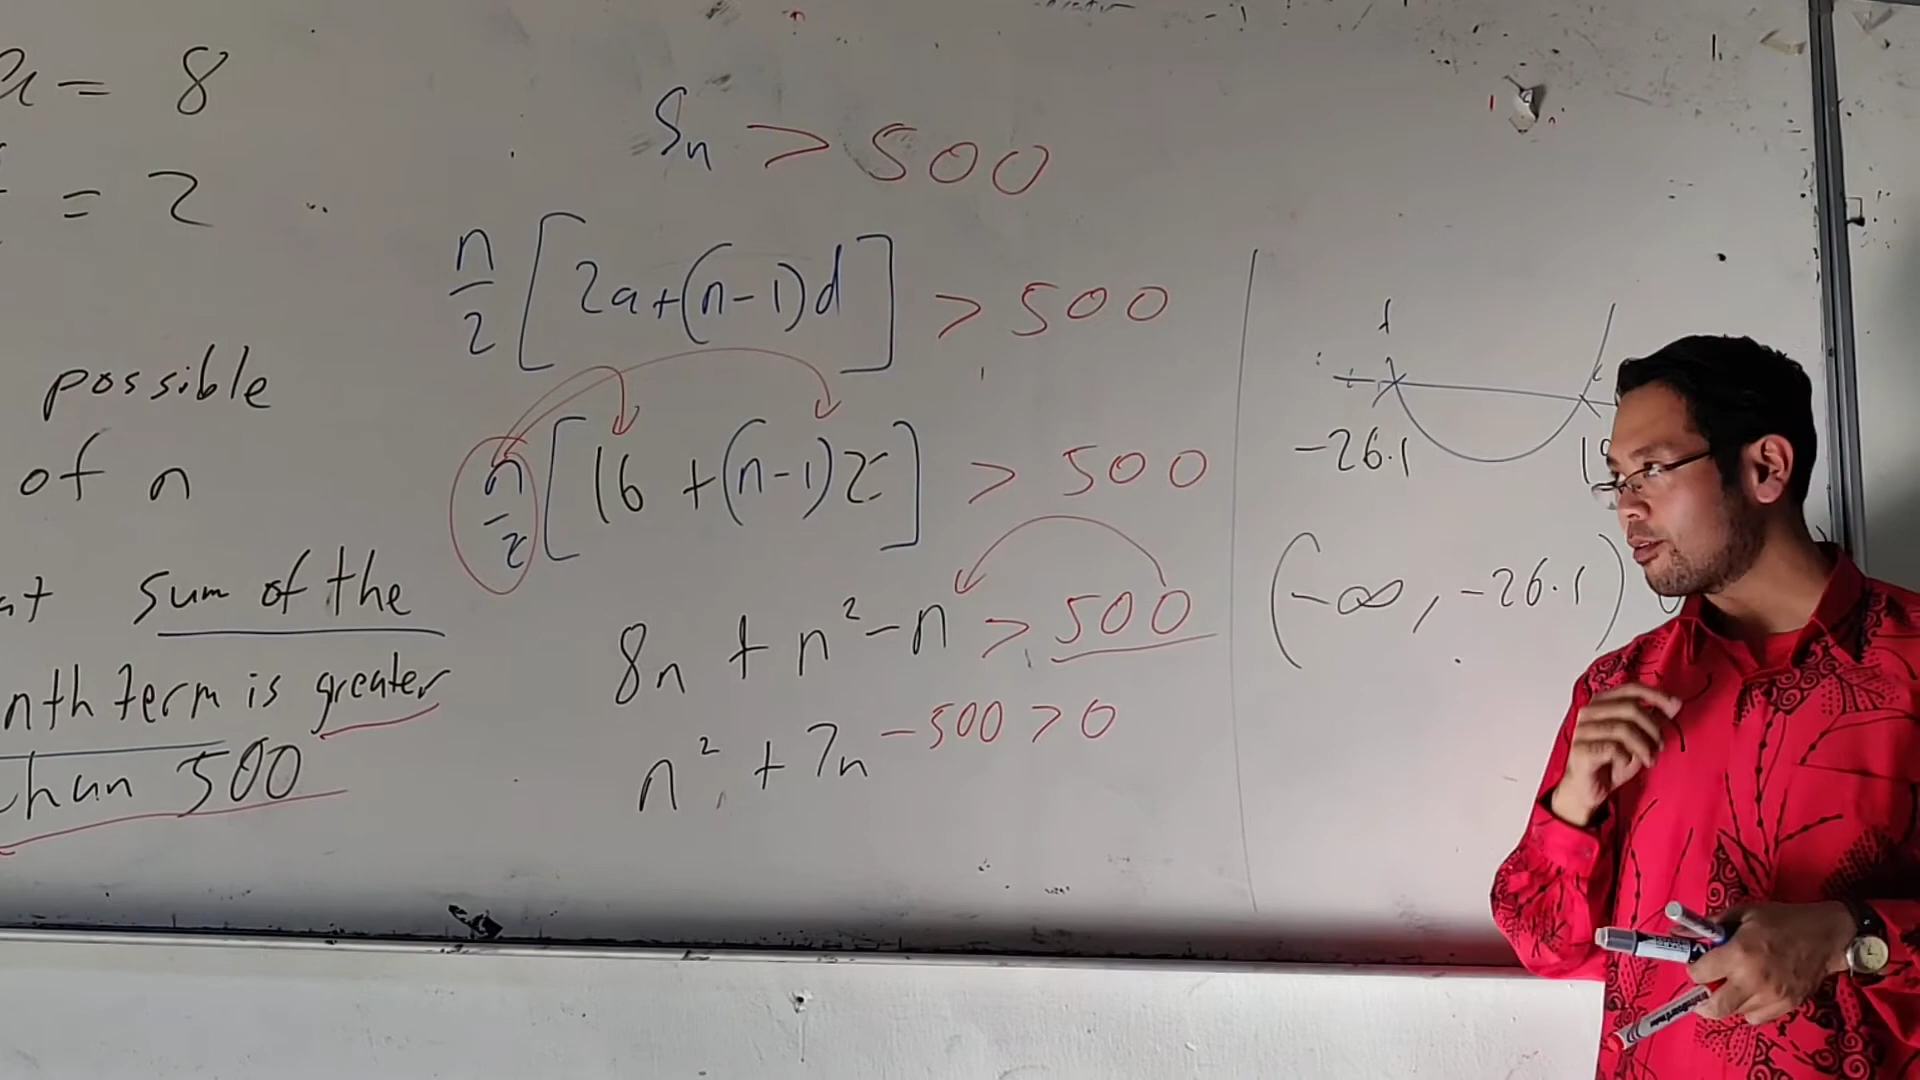 a = 8
= 2
possible
of n
sum of the
nth term is greater
than 500
Sn > 500
n/2 [2a+(n-1)d] > 500
n/2 [16+(n-1)2] > 500
8n + n² - n > 500
n² + 7n - 500 > 0
-26.1
(-∞, -26.1)